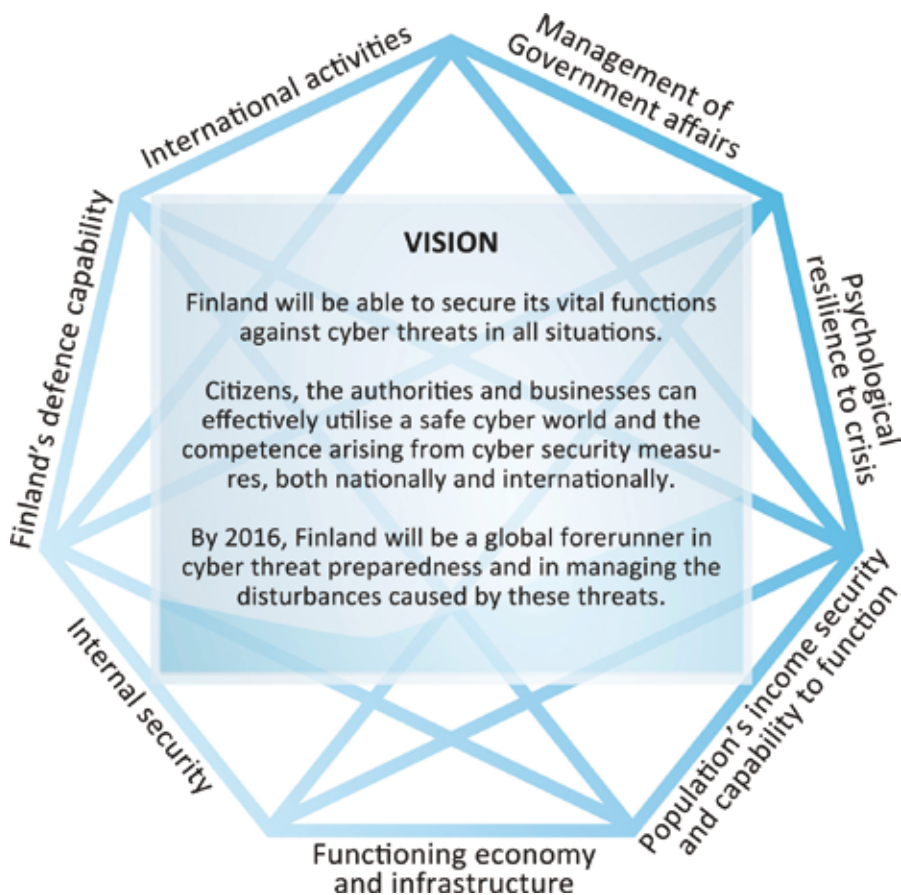 International activities
Management of
Government affairs
Finland's defence capability
Psychological
resilience to crisis
VISION
Finland will be able to secure its vital functions
against cyber threats in all situations.
Citizens, the authorities and businesses can
effectively utilise a safe cyber world and the
competence arising from cyber security measu-
res, both nationally and internationally.
By 2016, Finland will be a global forerunner in
cyber threat preparedness and in managing the
disturbances caused by these threats.
Internal security
Population's income security
and capability to function
Functioning economy
and infrastructure